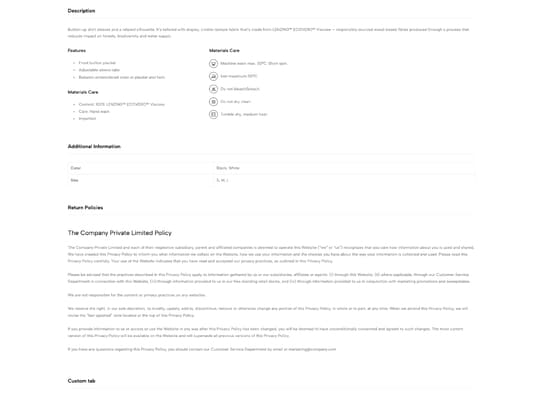 Description
Button-up shirt sleeves and a relaxed silhouette. It's tailored with drapey, crinkle-texture fabric that's made from LENZING™ ECOVERO™ Viscose — responsibly sourced wood-based fibres produced through a process that reduces impact on forests, biodiversity and water supply.
Features
Front button placket
Adjustable sleeve tabs
Babaton embroidered crest at placket and hem
Materials Care
Content: 100% LENZING™ ECOVERO™ Viscose
Care: Hand wash
Imported
Materials Care
Machine wash max. 30ºC. Short spin.
Iron maximum 110ºC.
Do not bleach/bleach.
Do not dry clean.
Tumble dry, medium hear.
Additional Information
Color
Black, White
Size
S, M, L
Return Policies
The Company Private Limited Policy
The Company Private Limited and each of their respective subsidiary, parent and affiliated companies is deemed to operate this Website ("we" or "us") recognizes that you care how information about you is used and shared.
We have created this Privacy Policy to inform you what information we collect on the Website, how we use your information and the choices you have about the way your information is collected and used. Please read this
Privacy Policy carefully. Your use of the Website indicates that you have read and accepted our privacy practices, as outlined in this Privacy Policy.
Please be advised that the practices described in this Privacy Policy apply to information gathered by us or our subsidiaries, affiliates or agents: (i) through this Website, (ii) where applicable, through our Customer Service
Department in connection with this Website, (iii) through information provided to us in our free standing retail stores, and (iv) through information provided to us in conjunction with marketing promotions and sweepstakes.
We are not responsible for the content or privacy practices on any websites.
We reserve the right, in our sole discretion, to modify, update, add to, discontinue, remove or otherwise change any portion of this Privacy Policy, in whole or in part, at any time. When we amend this Privacy Policy, we will
revise the "last updated" date located at the top of this Privacy Policy.
If you provide information to us or access or use the Website in any way after this Privacy Policy has been changed, you will be deemed to have unconditionally consented and agreed to such changes. The most current
version of this Privacy Policy will be available on the Website and will supersede all previous versions of this Privacy Policy.
If you have any questions regarding this Privacy Policy, you should contact our Customer Service Department by email at marketing@company.com
Custom tab